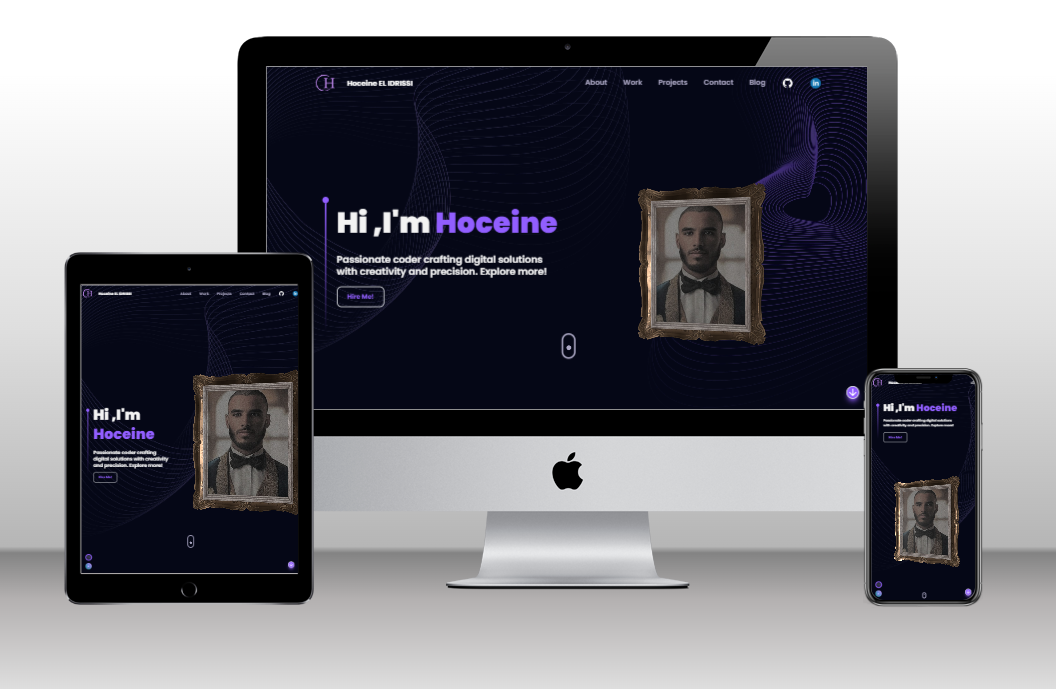 Hoceine EL IDRISSI
About Work Projects Contact Blog
in
Hi ,I'm Hoceine
Passionate coder crafting digital solutions
with creativity and precision. Explore more!
Hire Me!
Hoceine EL IDRISSI
About Work Projects Contact Blog
Hi ,I'm
Hoceine
Passionate coder crafting
digital solutions with creativity
and precision. Explore more!
Hire Me!
Hi ,I'm Hoceine
Passionate coder crafting digital solutions
with creativity and precision. Explore more!
Hire Me!